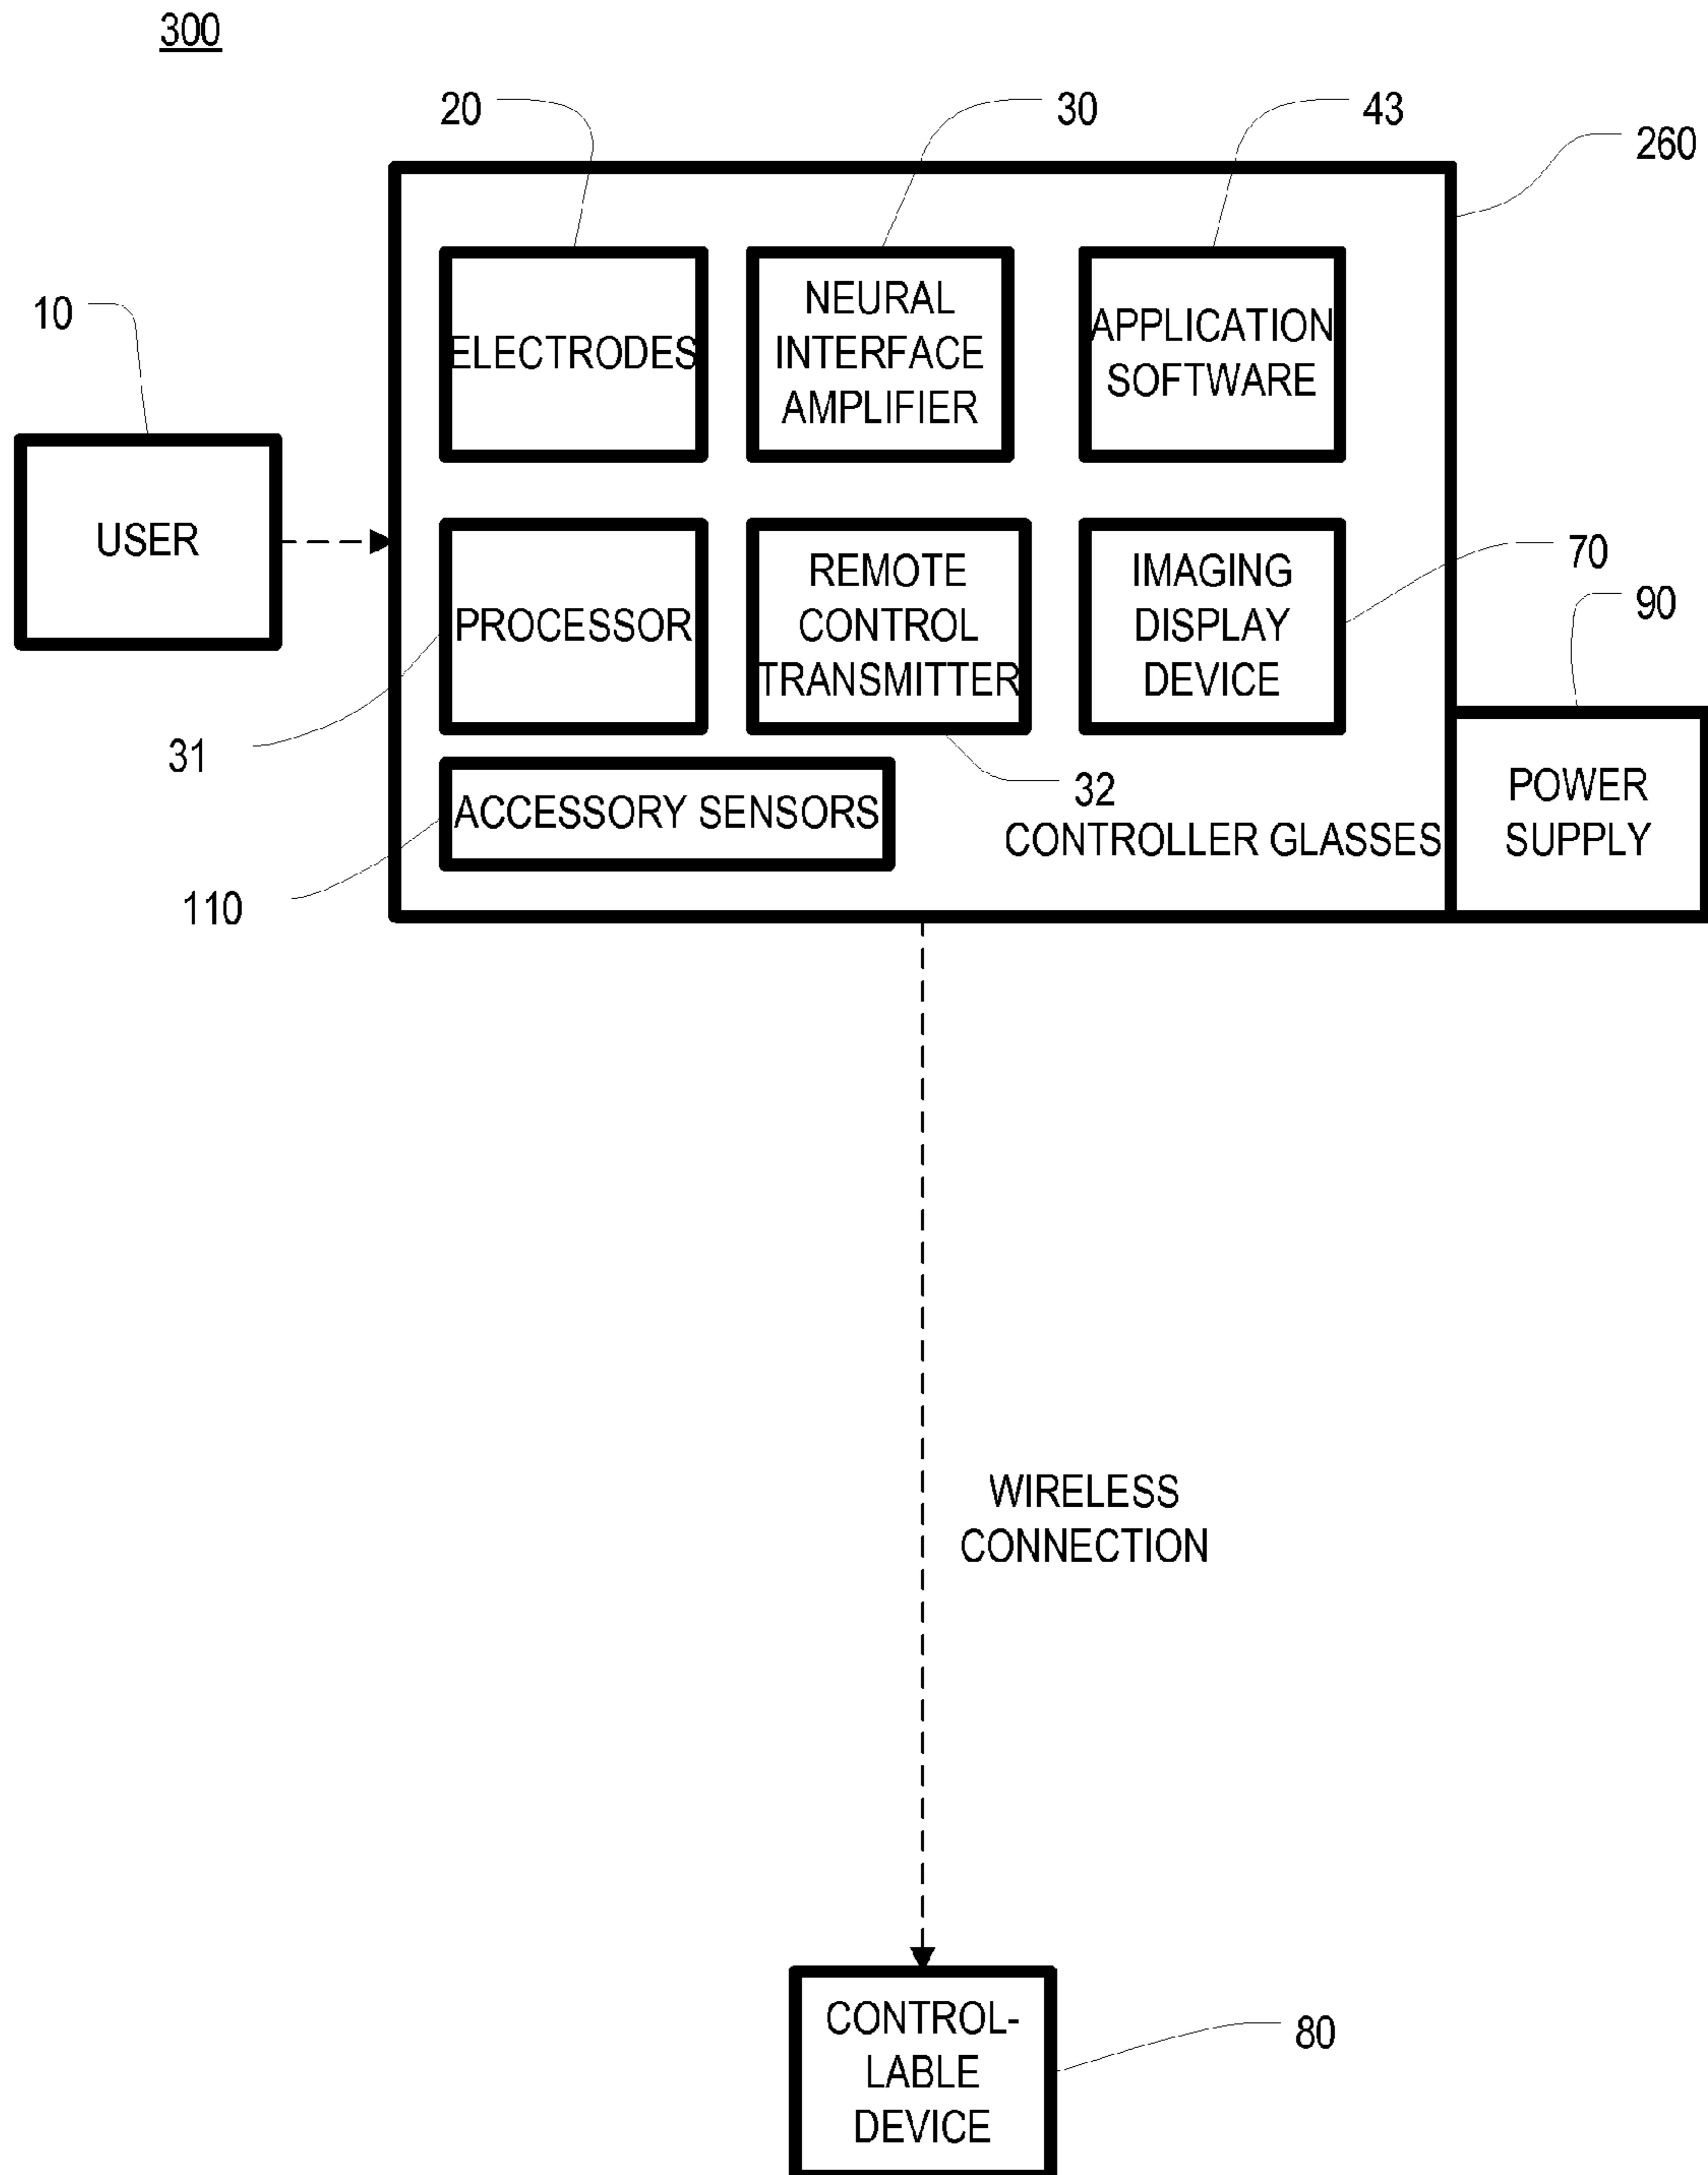 300
20
30
43
260
10
ELECTRODES
NEURAL
INTERFACE
AMPLIFIER
APPLICATION
SOFTWARE
USER
PROCESSOR
REMOTE
CONTROL
TRANSMITTER
IMAGING
DISPLAY
DEVICE
70
90
31
32
ACCESSORY SENSORS
CONTROLLER GLASSES
POWER
SUPPLY
110
WIRELESS
CONNECTION
CONTROL-
LABLE
DEVICE
80